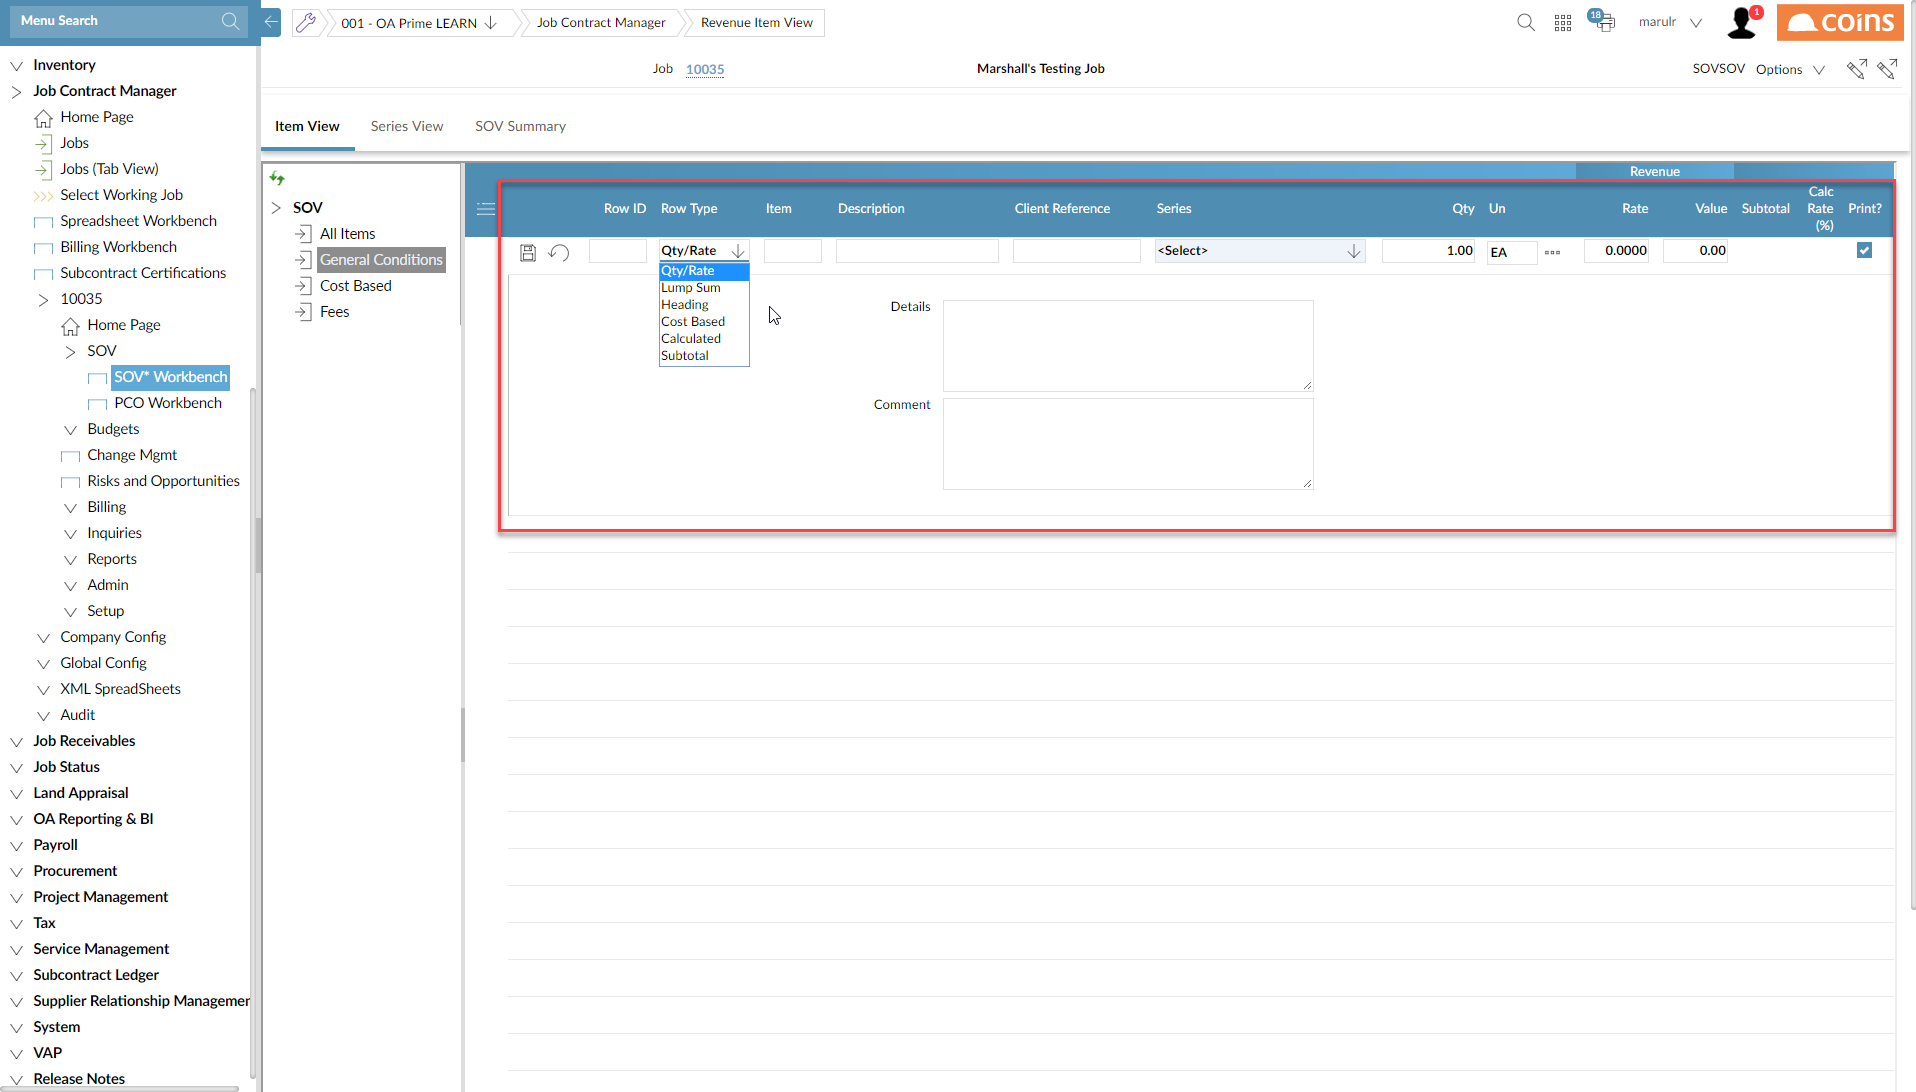 Menu Search
001 - OA Prime LEARN
Job Contract Manager
Revenue Item View
18
marulr
1
coins
Job 10035
Marshall's Testing Job
SOVSOV Options
Item View
Series View
SOV Summary
Inventory
Job Contract Manager
Home Page
Jobs
Jobs (Tab View)
Select Working Job
Spreadsheet Workbench
Billing Workbench
Subcontract Certifications
10035
Home Page
SOV
SOV* Workbench
PCO Workbench
Budgets
Change Mgmt
Risks and Opportunities
Billing
Inquiries
Reports
Admin
Setup
Company Config
Global Config
XML SpreadSheets
Audit
Job Receivables
Job Status
Land Appraisal
OA Reporting & BI
Payroll
Procurement
Project Management
Tax
Service Management
Subcontract Ledger
Supplier Relationship Managemen
System
VAP
Release Notes
SOV
All Items
General Conditions
Cost Based
Fees
Revenue
Row ID Row Type Item Description Client Reference Series Qty Un Rate Value Subtotal Calc Rate (%) Print?
Qty/Rate <Select> 1.00 EA 0.0000 0.00
Qty/Rate
Lump Sum
Heading
Cost Based
Calculated
Subtotal
Details
Comment